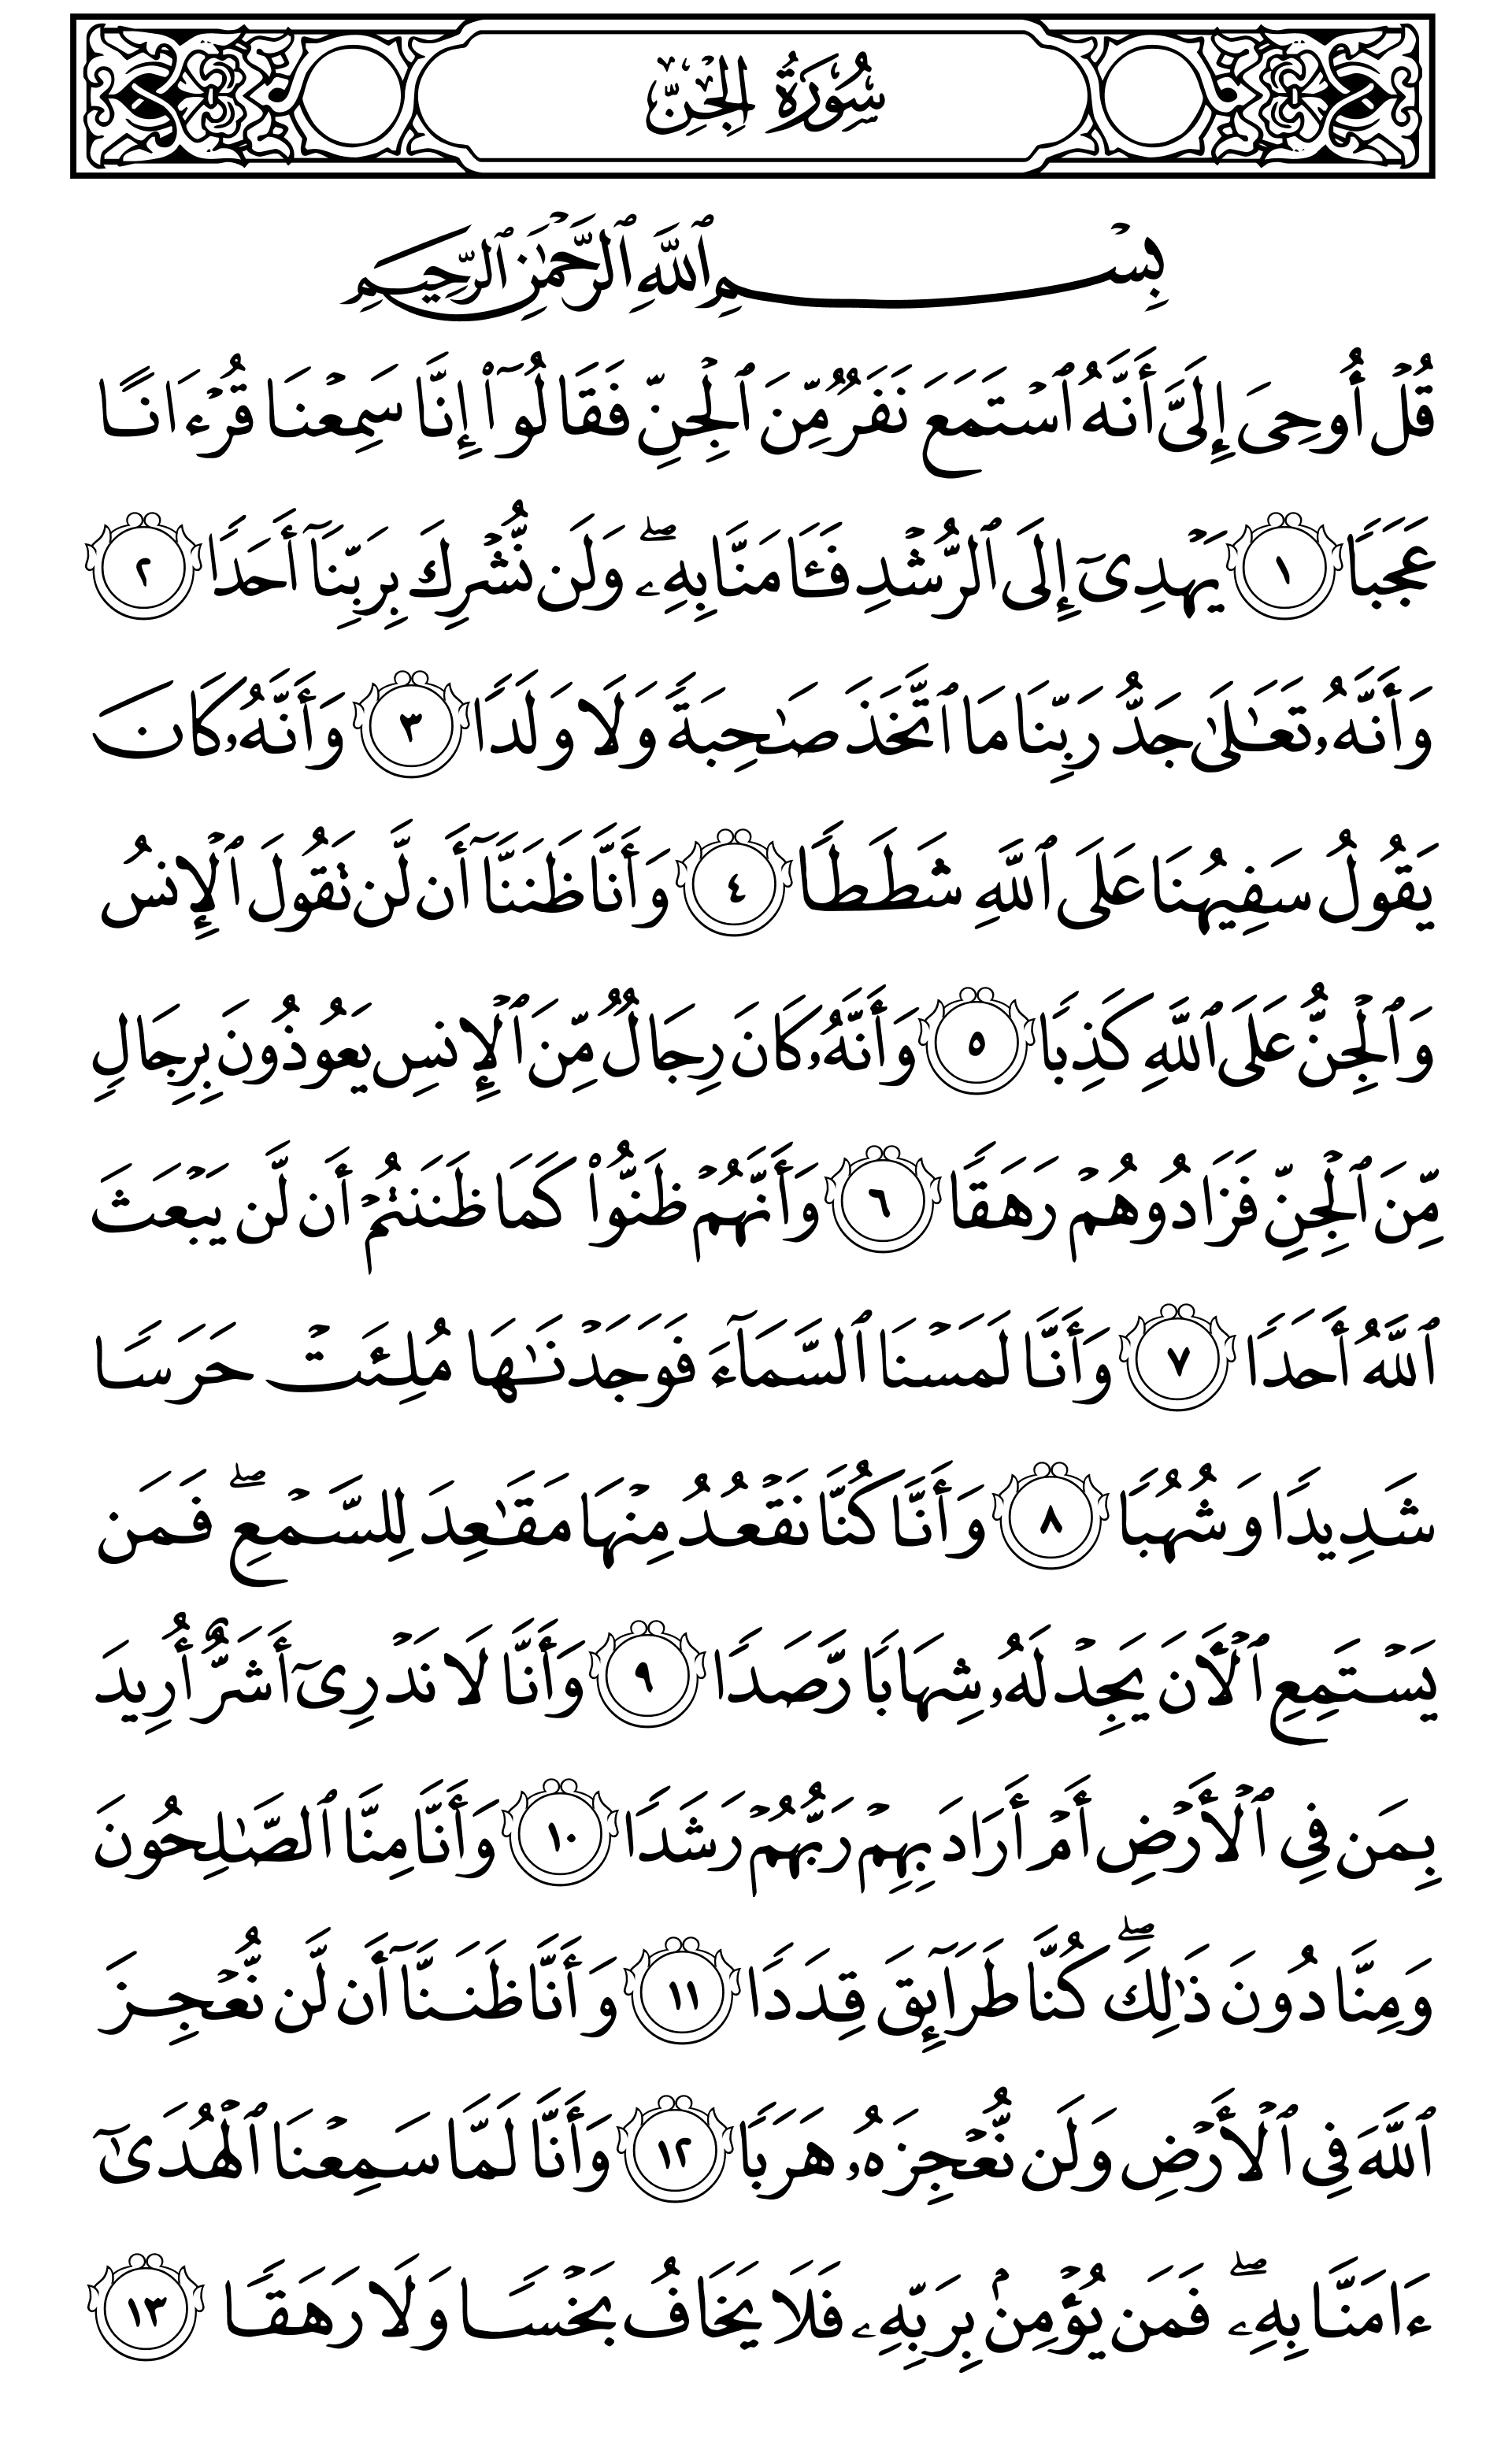 سُورَةُ الجِنِّ
بِسۡمِ ٱللَّهِ ٱلرَّحۡمَٰنِ ٱلرَّحِيمِ
قُلۡ أُوحِيَ إِلَيَّ أَنَّهُ ٱسۡتَمَعَ نَفَرٞ مِّنَ ٱلۡجِنِّ فَقَالُوٓاْ إِنَّا سَمِعۡنَا قُرۡءَانًا
عَجَبٗا ١ يَهۡدِيٓ إِلَى ٱلرُّشۡدِ فَـَٔامَنَّا بِهِۦۖ وَلَن نُّشۡرِكَ بِرَبِّنَآ أَحَدٗا ٢
وَأَنَّهُۥ تَعَٰلَىٰ جَدُّ رَبِّنَا مَا ٱتَّخَذَ صَٰحِبَةٗ وَلَا وَلَدٗا ٣ وَأَنَّهُۥ كَانَ
يَقُولُ سَفِيهُنَا عَلَى ٱللَّهِ شَطَطٗا ٤ وَأَنَّا ظَنَنَّآ أَن لَّن تَقُولَ ٱلۡإِنسُ
وَٱلۡجِنُّ عَلَى ٱللَّهِ كَذِبٗا ٥ وَأَنَّهُۥ كَانَ رِجَالٞ مِّنَ ٱلۡإِنسِ يَعُوذُونَ بِرِجَالٖ
مِّنَ ٱلۡجِنِّ فَزَادُوهُمۡ رَهَقٗا ٦ وَأَنَّهُمۡ ظَنُّواْ كَمَا ظَنَنتُمۡ أَن لَّن يَبۡعَثَ
ٱللَّهُ أَحَدٗا ٧ وَأَنَّا لَمَسۡنَا ٱلسَّمَآءَ فَوَجَدۡنَٰهَا مُلِئَتۡ حَرَسٗا
شَدِيدٗا وَشُهُبٗا ٨ وَأَنَّا كُنَّا نَقۡعُدُ مِنۡهَا مَقَٰعِدَ لِلسَّمۡعِۖ فَمَن
يَسۡتَمِعِ ٱلۡأٓنَ يَجِدۡ لَهُۥ شِهَابٗا رَّصَدٗا ٩ وَأَنَّا لَا نَدۡرِيٓ أَشَرٌّ أُرِيدَ
بِمَن فِي ٱلۡأَرۡضِ أَمۡ أَرَادَ بِهِمۡ رَبُّهُمۡ رَشَدٗا ١٠ وَأَنَّا مِنَّا ٱلصَّٰلِحُونَ
وَمِنَّا دُونَ ذَٰلِكَۖ كُنَّا طَرَآئِقَ قِدَدٗا ١١ وَأَنَّا ظَنَنَّآ أَن لَّن نُّعۡجِزَ
ٱللَّهَ فِي ٱلۡأَرۡضِ وَلَن نُّعۡجِزَهُۥ هَرَبٗا ١٢ وَأَنَّا لَمَّا سَمِعۡنَا ٱلۡهُدَىٰٓ
ءَامَنَّا بِهِۦۖ فَمَن يُؤۡمِنۢ بِرَبِّهِۦ فَلَا يَخَافُ بَخۡسٗا وَلَا رَهَقٗا ١٣